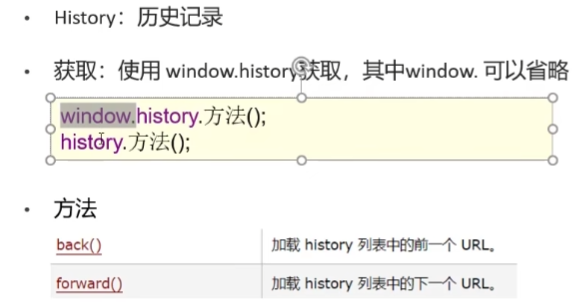 • History：历史记录
• 获取：使用 window.history获取，其中window. 可以省略
window.history.方法();
history.方法();
• 方法
back() 加载 history 列表中的前一个 URL。
forward() 加载 history 列表中的下一个 URL。